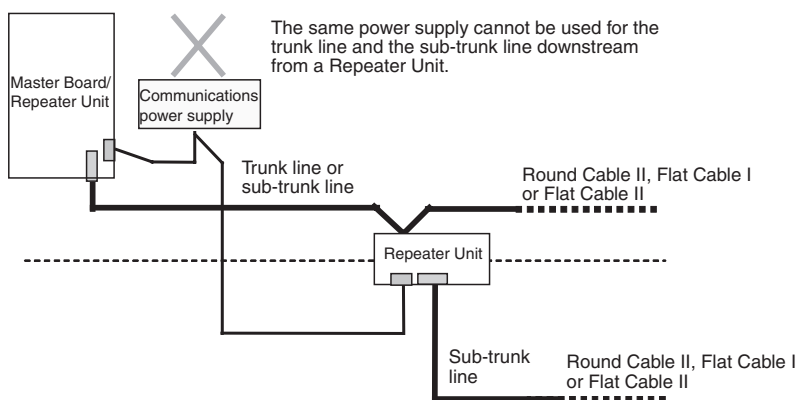 The same power supply cannot be used for the
trunk line and the sub-trunk line downstream
from a Repeater Unit.
Master Board/
Repeater Unit
Communications
power supply
Trunk line or
sub-trunk line
Round Cable II, Flat Cable I
or Flat Cable II
Repeater Unit
Sub-trunk
line
Round Cable II, Flat Cable I
or Flat Cable II